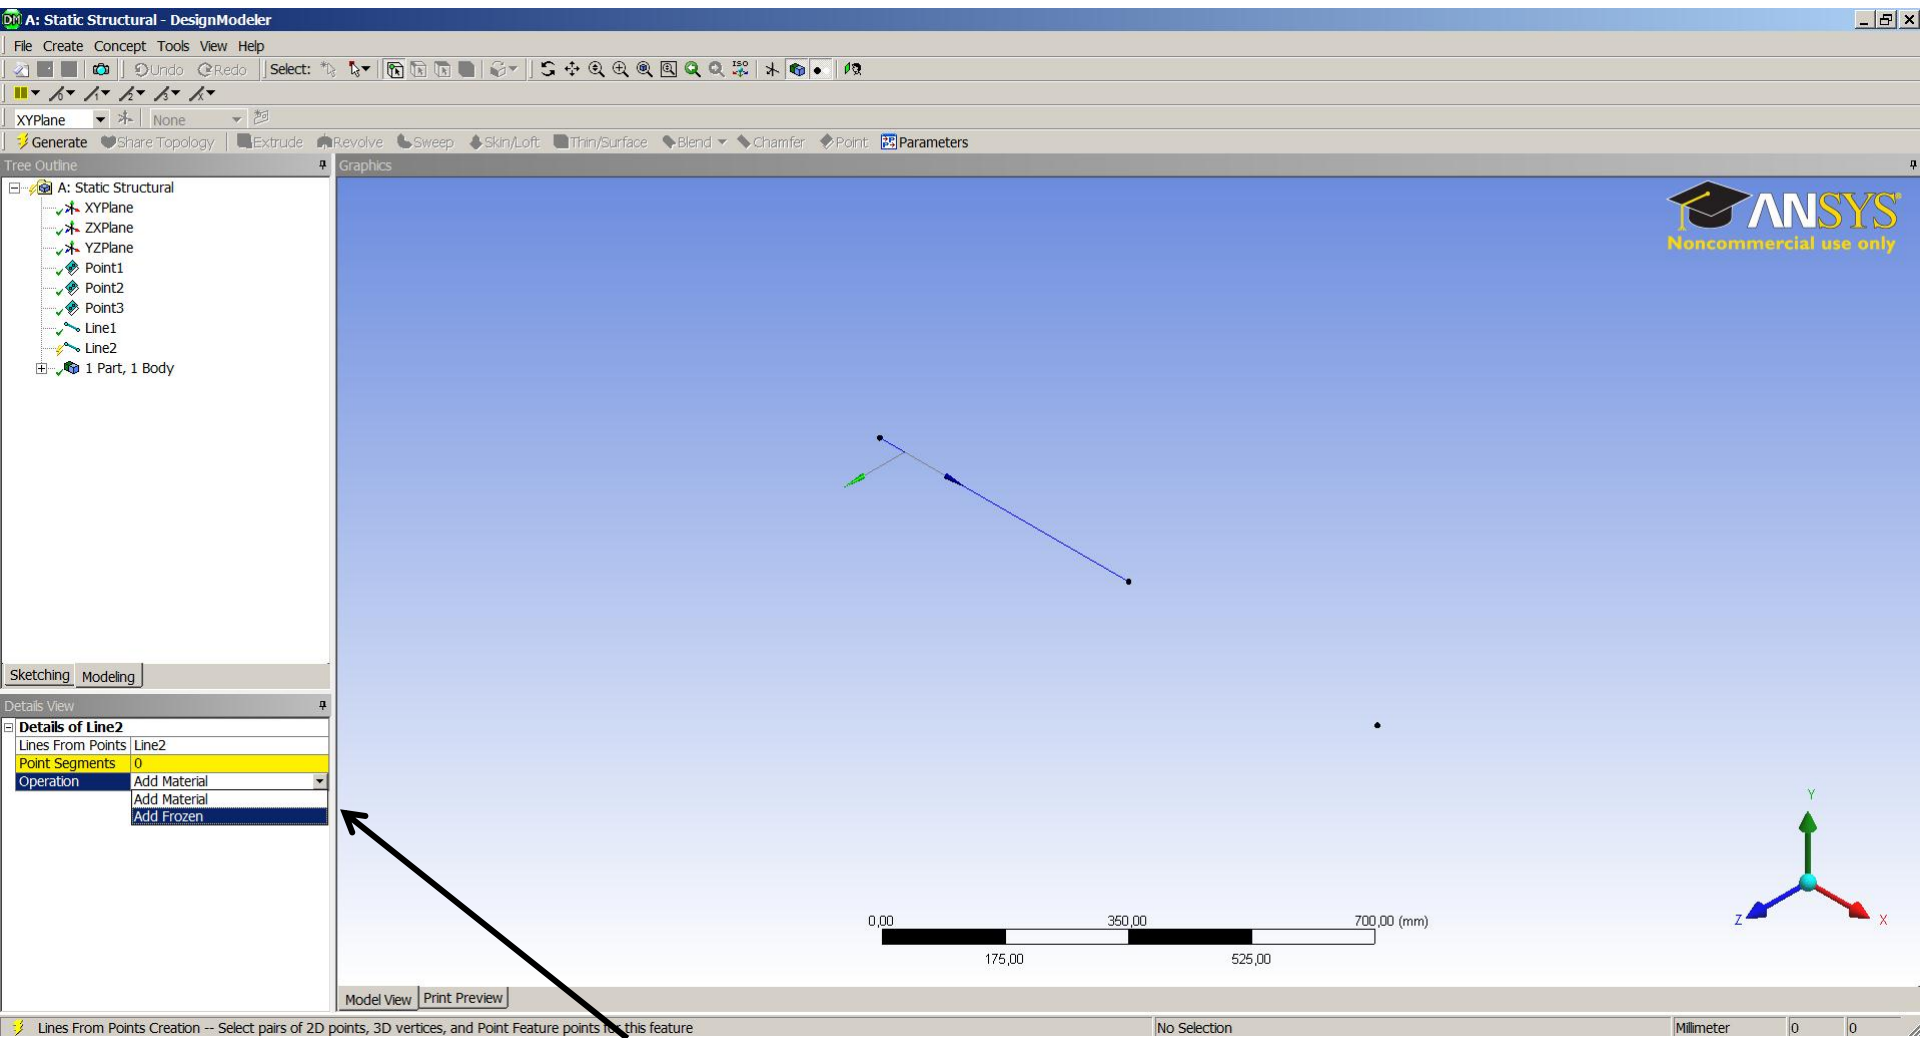 A: Static Structural - DesignModeler
File Create Concept Tools View Help
Undo Redo Select: ISO
XYPlane None
Generate Share Topology Extrude Revolve Sweep Skin/Loft Thin/Surface Blend Chamfer Point Parameters
Tree Outline
A: Static Structural
XYPlane
ZXPlane
YZPlane
Point1
Point2
Point3
Line1
Line2
1 Part, 1 Body
Sketching Modeling
Details View
Details of Line2
Lines From Points Line2
Point Segments 0
Operation Add Material
Add Material
Add Frozen
Graphics
ANSYS
Noncommercial use only
0,00 350,00 700,00 (mm)
175,00 525,00
Y
Z X
Model View Print Preview
Lines From Points Creation -- Select pairs of 2D points, 3D vertices, and Point Feature points for this feature
No Selection
Millimeter 0 0